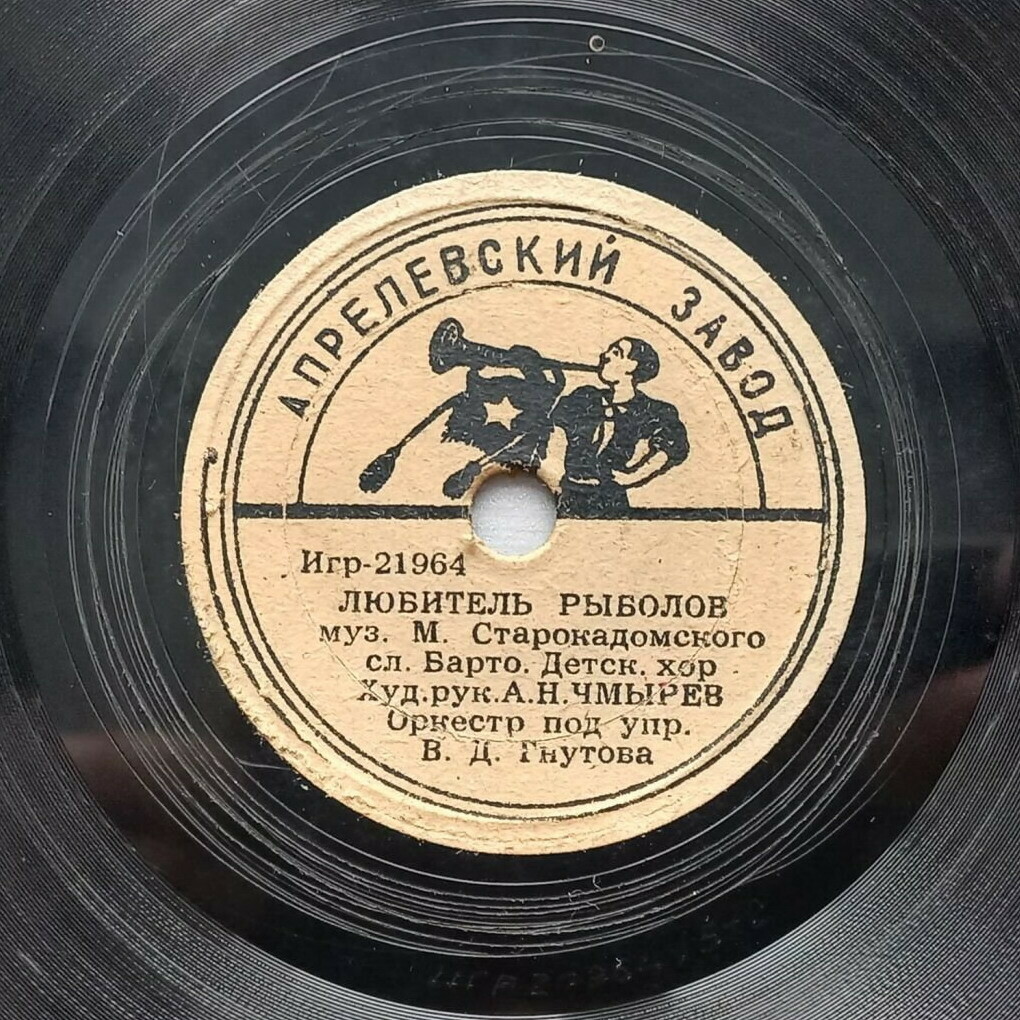 АПРЕЛЕВСКИЙ ЗАВОД
Игр-21964
ЛЮБИТЕЛЬ РЫБОЛОВ
муз. М. Старокадомского
сл. Барто. Детск. хор
Худ.рук.А.Н.ЧМЫРЕВ
Оркестр под упр.
В. Д. Гнутова